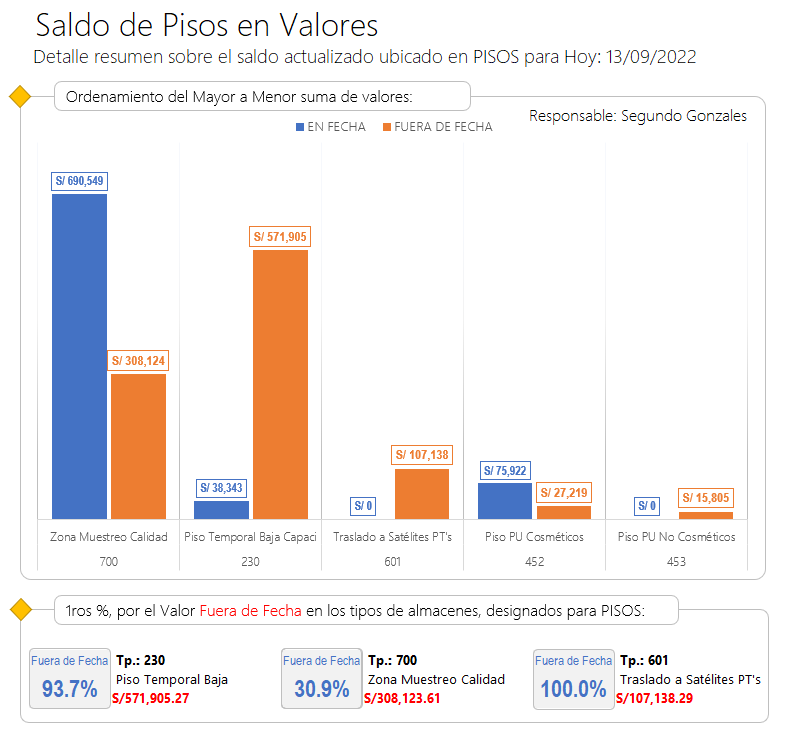 Saldo de Pisos en Valores
Detalle resumen sobre el saldo actualizado ubicado en PISOS para Hoy: 13/09/2022
Ordenamiento del Mayor a Menor suma de valores:
Responsable: Segundo Gonzales
EN FECHA FUERA DE FECHA
S/ 690,549
S/ 308,124
S/ 38,343
S/ 571,905
S/ 0
S/ 107,138
S/ 75,922
S/ 27,219
S/ 0
S/ 15,805
Zona Muestreo Calidad Piso Temporal Baja Capaci Traslado a Satélites PT's Piso PU Cosméticos Piso PU No Cosméticos
700 230 601 452 453
1ros %, por el Valor Fuera de Fecha en los tipos de almacenes, designados para PISOS:
Fuera de Fecha
93.7%
Tp.: 230
Piso Temporal Baja
S/571,905.27
Fuera de Fecha
30.9%
Tp.: 700
Zona Muestreo Calidad
S/308,123.61
Fuera de Fecha
100.0%
Tp.: 601
Traslado a Satélites PT's
S/107,138.29